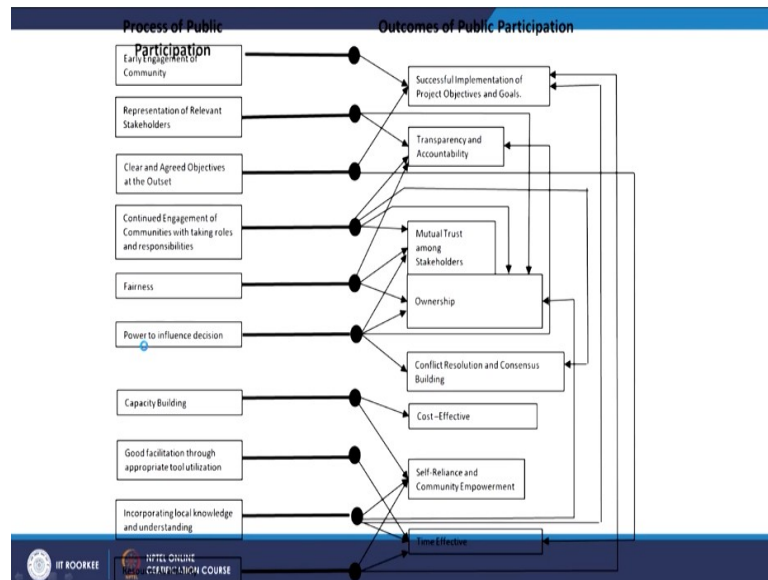 Process of Public
Participation
Outcomes of Public Participation
Early Engagement of
Community
Representation of Relevant
Stakeholders
Clear and Agreed Objectives
at the Outset
Continued Engagement of
Communities with taking roles
and responsibilities
Fairness
Power to influence decision
Capacity Building
Good facilitation through
appropriate tool utilization
Incorporating local knowledge
and understanding
Successful Implementation of
Project Objectives and Goals.
Transparency and
Accountability
Mutual Trust
among
Stakeholders
Ownership
Conflict Resolution and Consensus
Building
Cost –Effective
Self-Reliance and
Community Empowerment
Time Effective
IIT ROORKEE
NPTEL ONLINE
CERTIFICATION COURSE